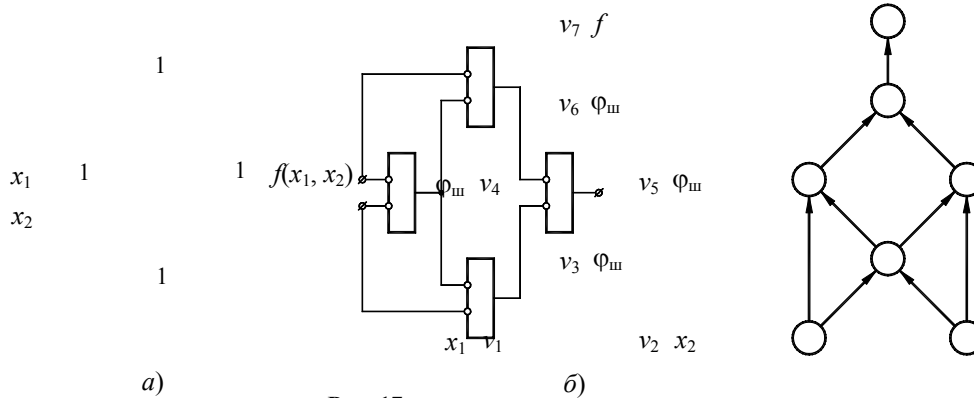 v₇ f
1
v₆ φш
x₁ 1 1 f(x₁, x₂) φш v₄ v₅ φш
x₂
1 v₃ φш
x₁ v₁ v₂ x₂
а) б)